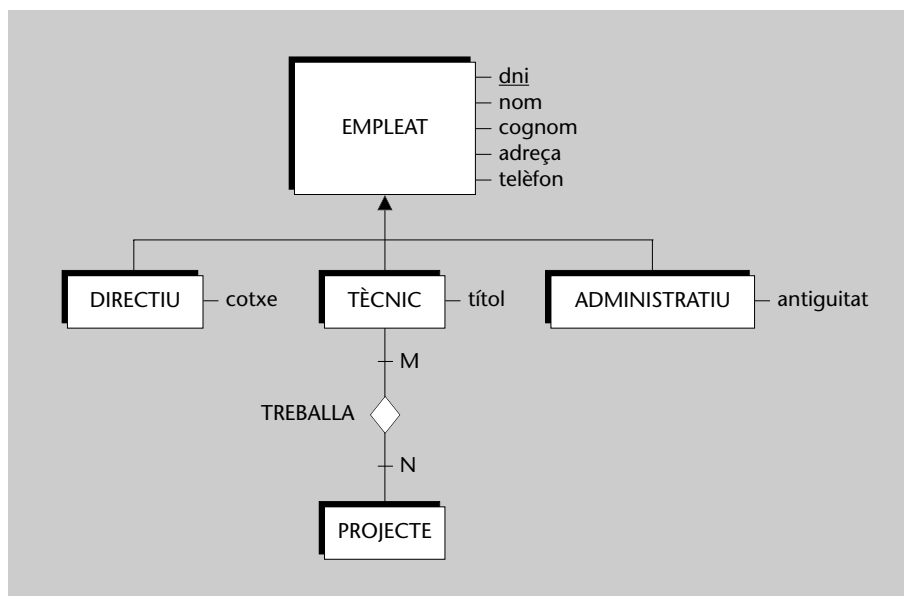 EMPLEAT
dni
nom
cognom
adreça
telèfon
DIRECTIU
cotxe
TÈCNIC
títol
ADMINISTRATIU
antiguitat
M
TREBALLA
N
PROJECTE